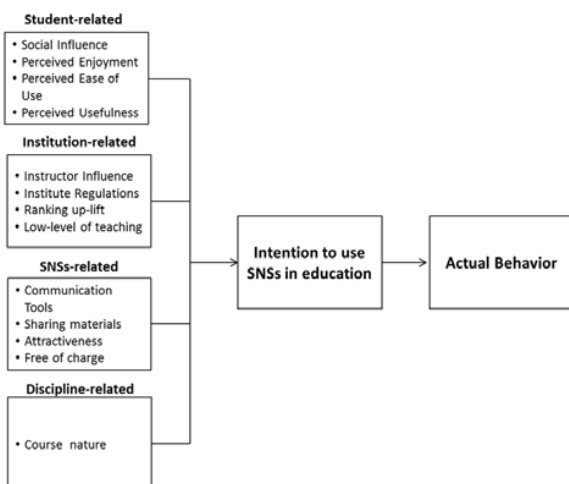 Student-related
• Social Influence
• Perceived Enjoyment
• Perceived Ease of
Use
• Perceived Usefulness
Institution-related
• Instructor Influence
• Institute Regulations
• Ranking up-lift
• Low-level of teaching
SNSs-related
• Communication
Tools
• Sharing materials
• Attractiveness
• Free of charge
Discipline-related
• Course nature
Intention to use
SNSs in education
Actual Behavior